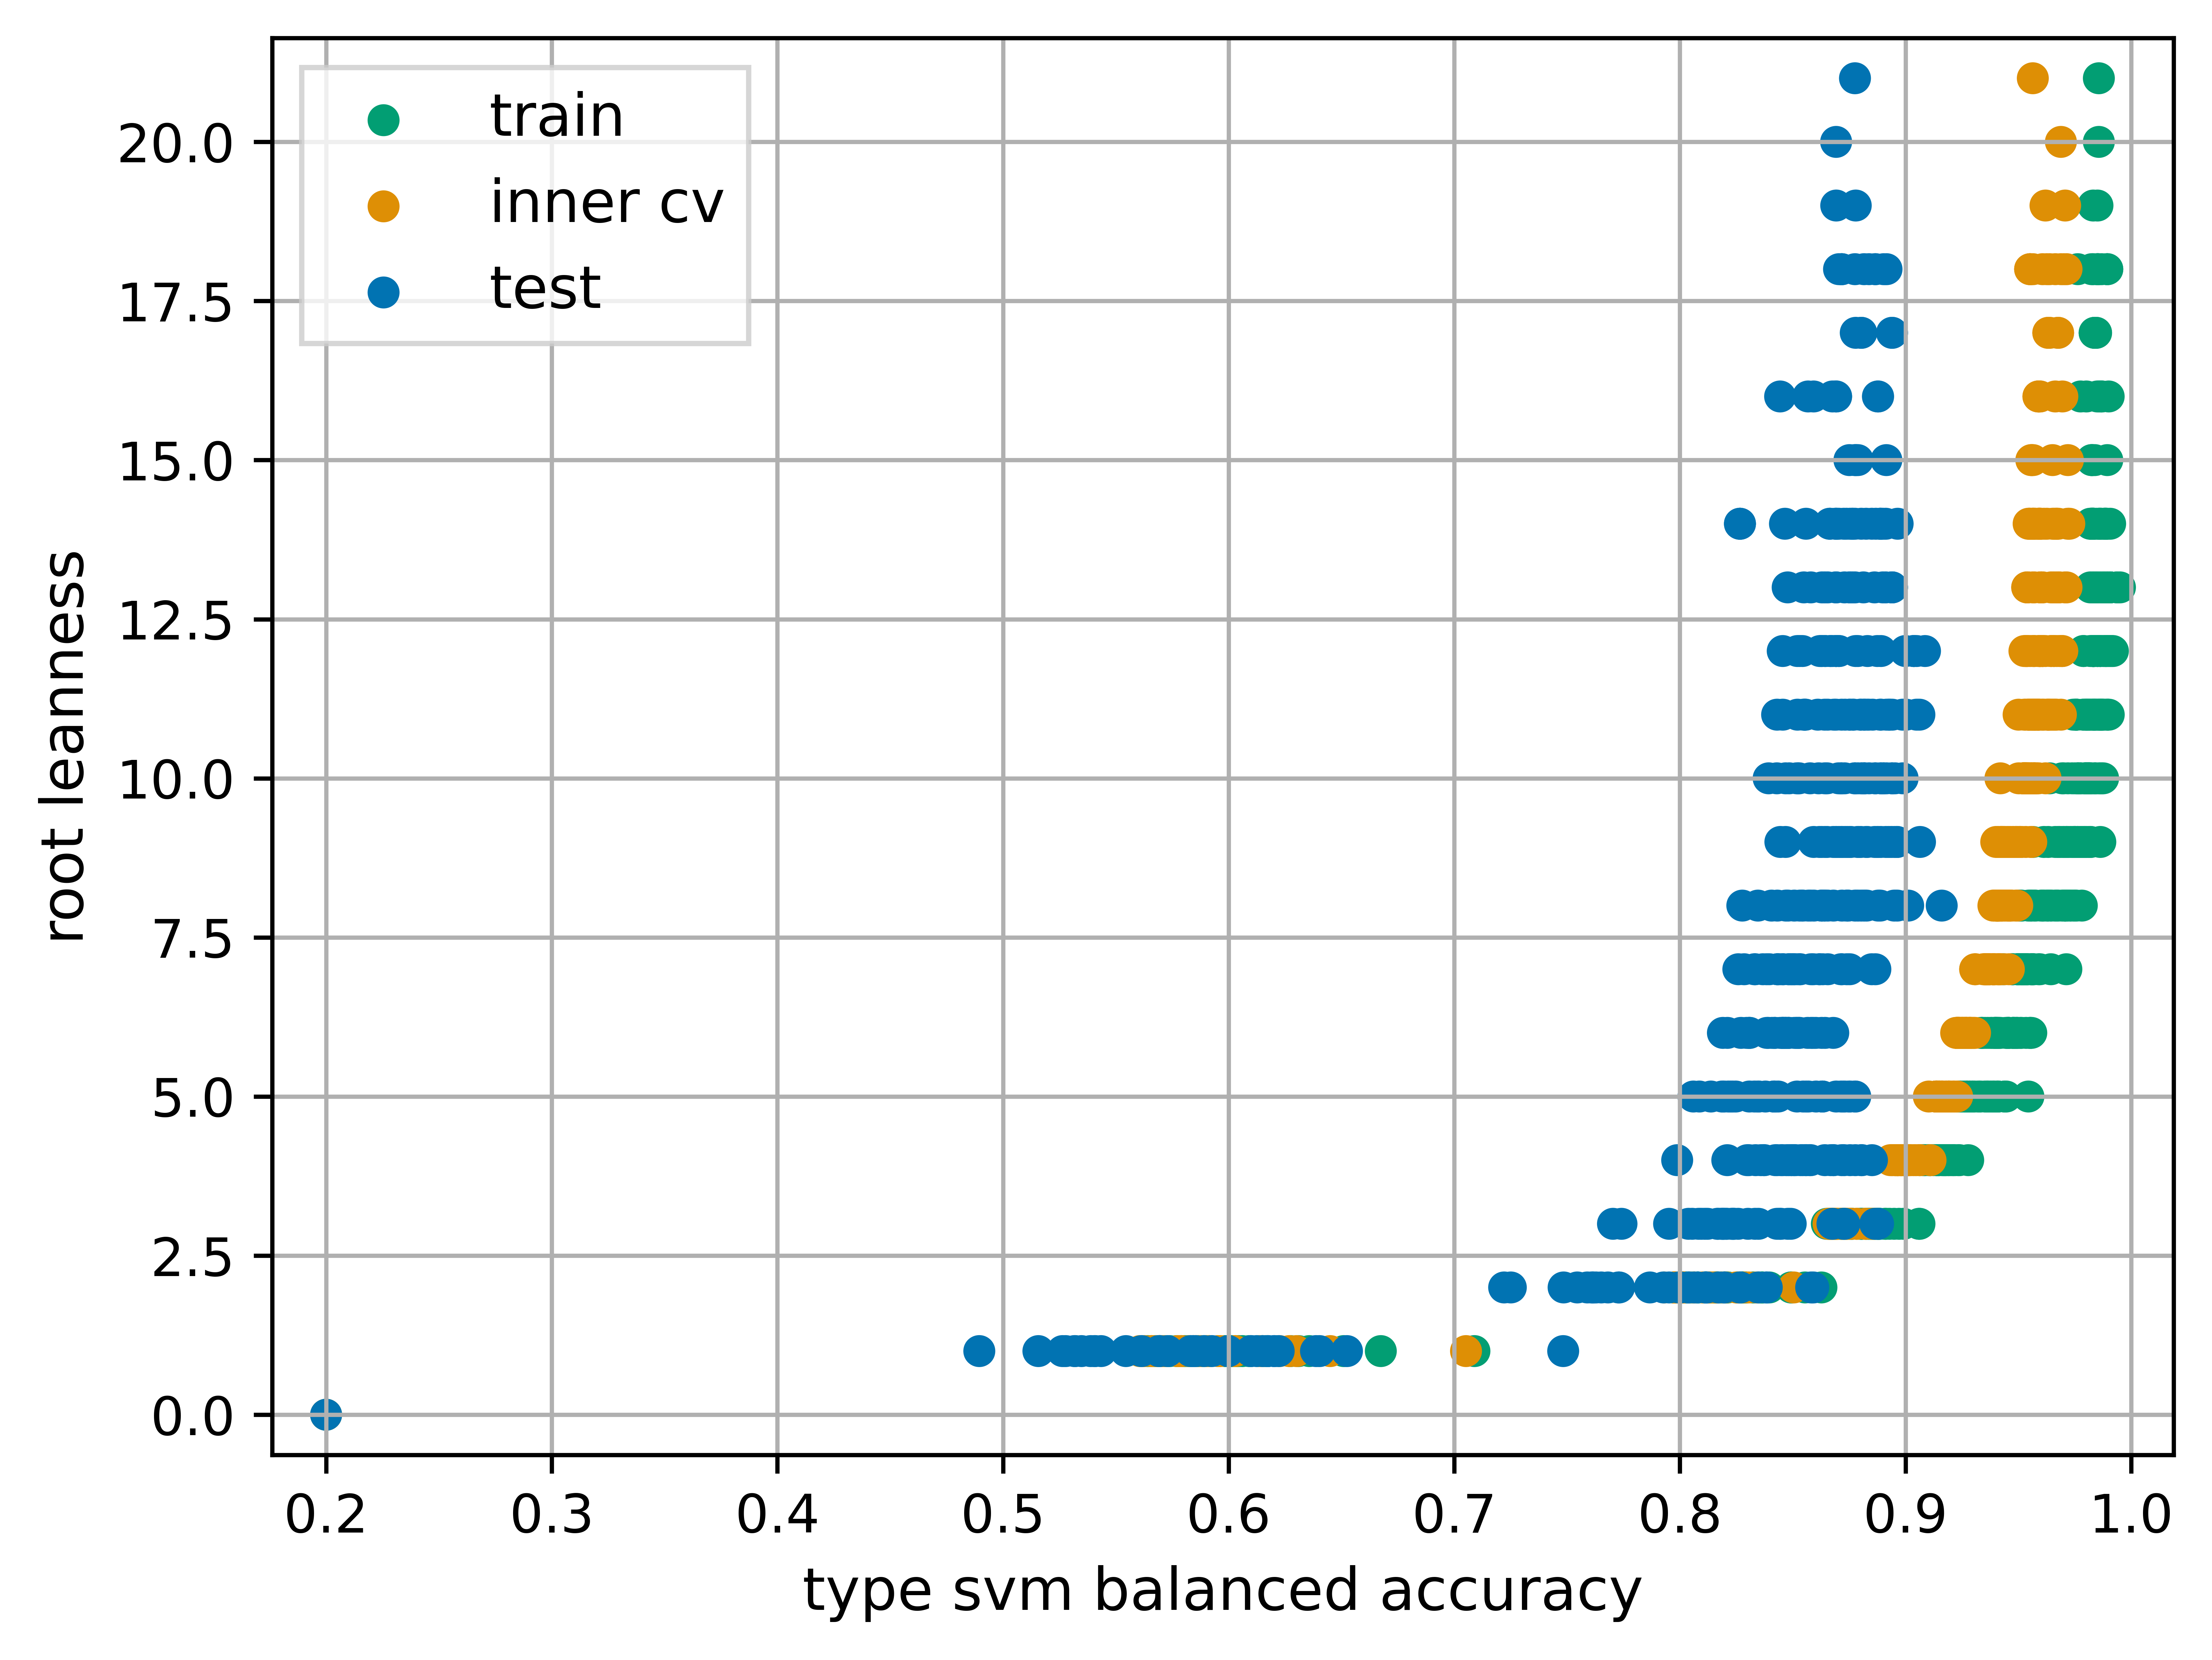 train
inner cv
test
20.0
17.5
15.0
12.5
10.0
7.5
5.0
2.5
0.0
root leanness
0.2 0.3 0.4 0.5 0.6 0.7 0.8 0.9 1.0
type svm balanced accuracy